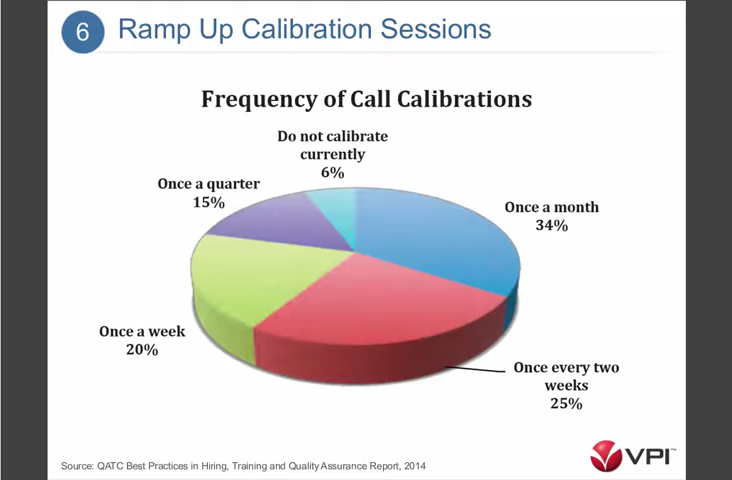 6
Ramp Up Calibration Sessions
Frequency of Call Calibrations
Do not calibrate
currently
6%
Once a quarter
15%
Once a month
34%
Once a week
20%
Once every two
weeks
25%
Source: QATC Best Practices in Hiring, Training and Quality Assurance Report, 2014
VPI™